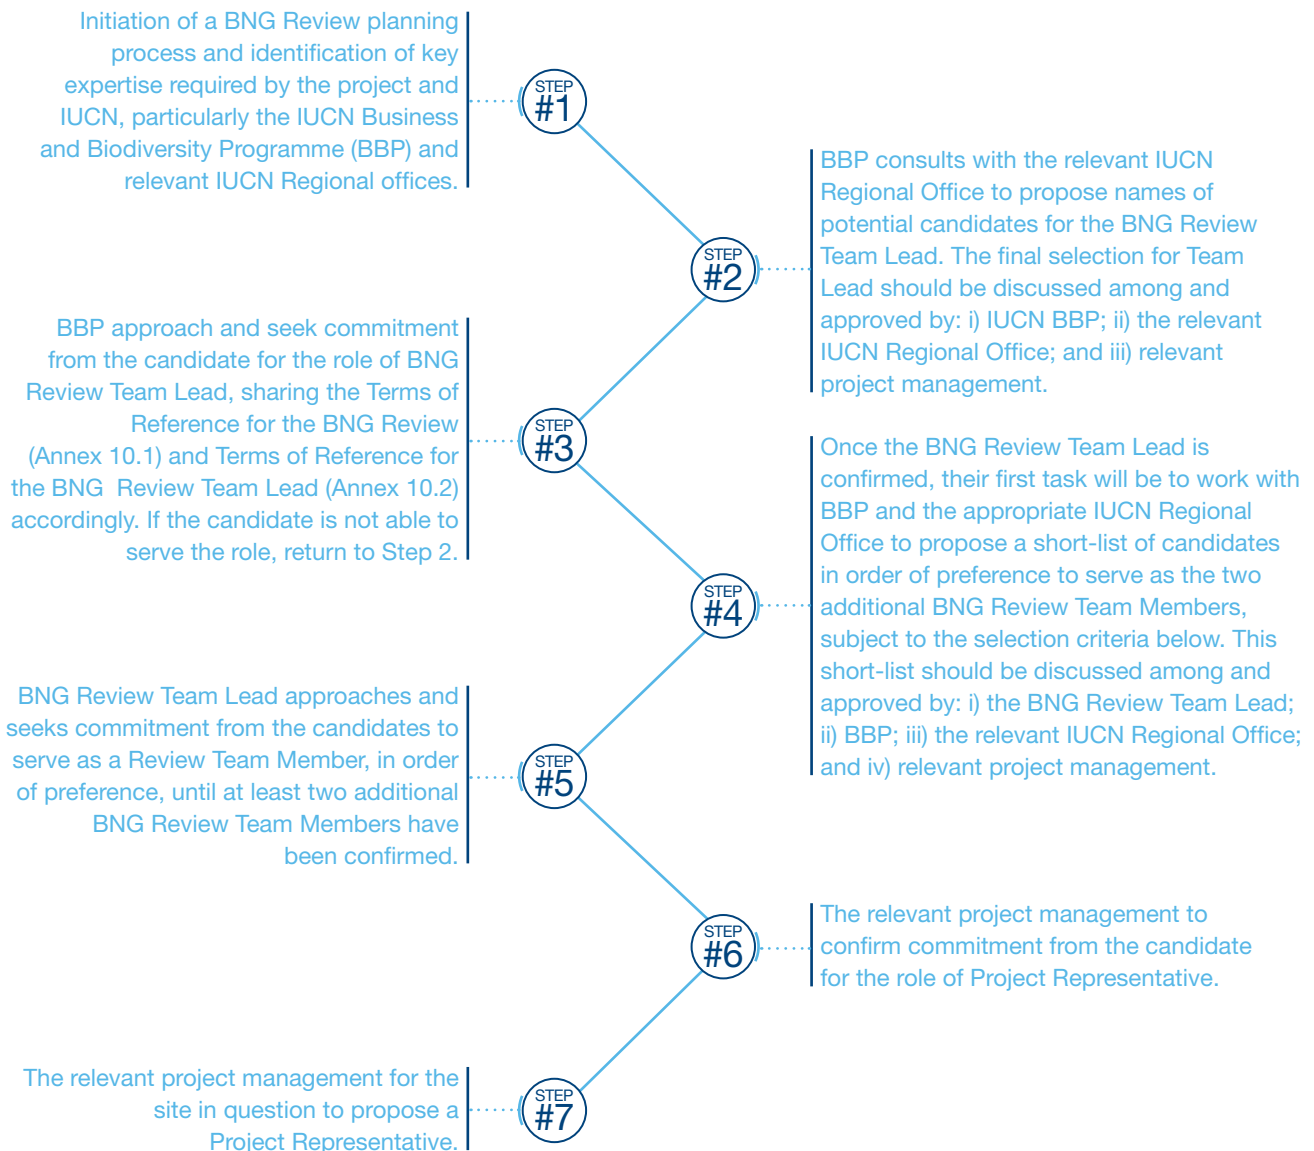 Initiation of a BNG Review planning
process and identification of key
expertise required by the project and
IUCN, particularly the IUCN Business
and Biodiversity Programme (BBP) and
relevant IUCN Regional offices.
STEP
#1
BBP consults with the relevant IUCN
Regional Office to propose names of
potential candidates for the BNG Review
Team Lead. The final selection for Team
Lead should be discussed among and
approved by: i) IUCN BBP; ii) the relevant
IUCN Regional Office; and iii) relevant
project management.
STEP
#2
BBP approach and seek commitment
from the candidate for the role of BNG
Review Team Lead, sharing the Terms of
Reference for the BNG Review
(Annex 10.1) and Terms of Reference for
the BNG Review Team Lead (Annex 10.2)
accordingly. If the candidate is not able to
serve the role, return to Step 2.
STEP
#3
Once the BNG Review Team Lead is
confirmed, their first task will be to work with
BBP and the appropriate IUCN Regional
Office to propose a short-list of candidates
in order of preference to serve as the two
additional BNG Review Team Members,
subject to the selection criteria below. This
short-list should be discussed among and
approved by: i) the BNG Review Team Lead;
ii) BBP; iii) the relevant IUCN Regional Office;
and iv) relevant project management.
STEP
#4
BNG Review Team Lead approaches and
seeks commitment from the candidates to
serve as a Review Team Member, in order
of preference, until at least two additional
BNG Review Team Members have
been confirmed.
STEP
#5
The relevant project management to
confirm commitment from the candidate
for the role of Project Representative.
STEP
#6
The relevant project management for the
site in question to propose a
Project Representative.
STEP
#7